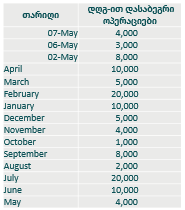 თარიღი დღგ-ით დასაბეგრი ოპერაციები
07-May 4,000
06-May 3,000
02-May 8,000
April 10,000
March 5,000
February 20,000
January 10,000
December 5,000
November 4,000
October 1,000
September 8,000
August 2,000
July 20,000
June 10,000
May 4,000